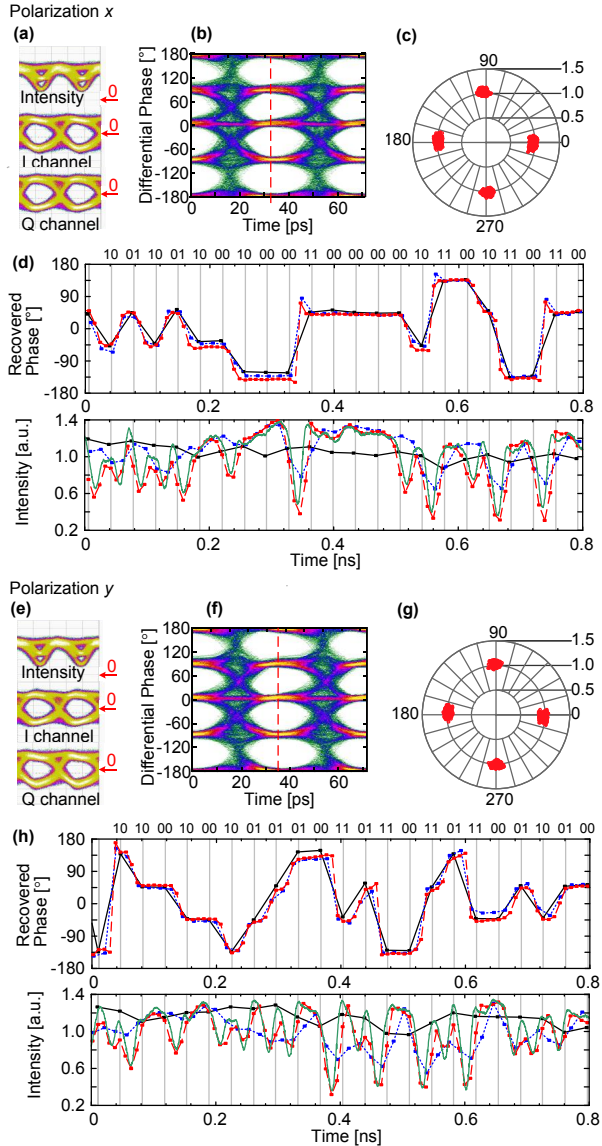 Polarization x
(a)
Intensity
0
I channel
0
Q channel
0
(b)
Differential Phase [°]
180
120
60
0
-60
-120
-180
0 20 40 60
Time [ps]
(c)
90
1.5
1.0
0.5
180
0
270
10 01 10 01 10 00 10 00 00 11 00 00 00 00 10 11 00 10 11 00 11 00
(d)
Recovered
Phase [°]
180
90
0
-90
-180
0 0.2 0.4 0.6 0.8
Intensity [a.u.]
1.4
1.0
0.6
0.2
0 0.2 0.4 0.6 0.8
Time [ns]
Polarization y
(e)
Intensity
0
I channel
0
Q channel
0
(f)
Differential Phase [°]
180
120
60
0
-60
-120
-180
0 20 40 60
Time [ps]
(g)
90
1.5
1.0
0.5
180
0
270
10 10 00 10 00 10 01 01 01 00 11 01 11 00 11 01 11 00 01 10 01 00
(h)
Recovered
Phase [°]
180
90
0
-90
-180
0 0.2 0.4 0.6 0.8
Intensity [a.u.]
1.4
1.0
0.6
0.2
0 0.2 0.4 0.6 0.8
Time [ns]